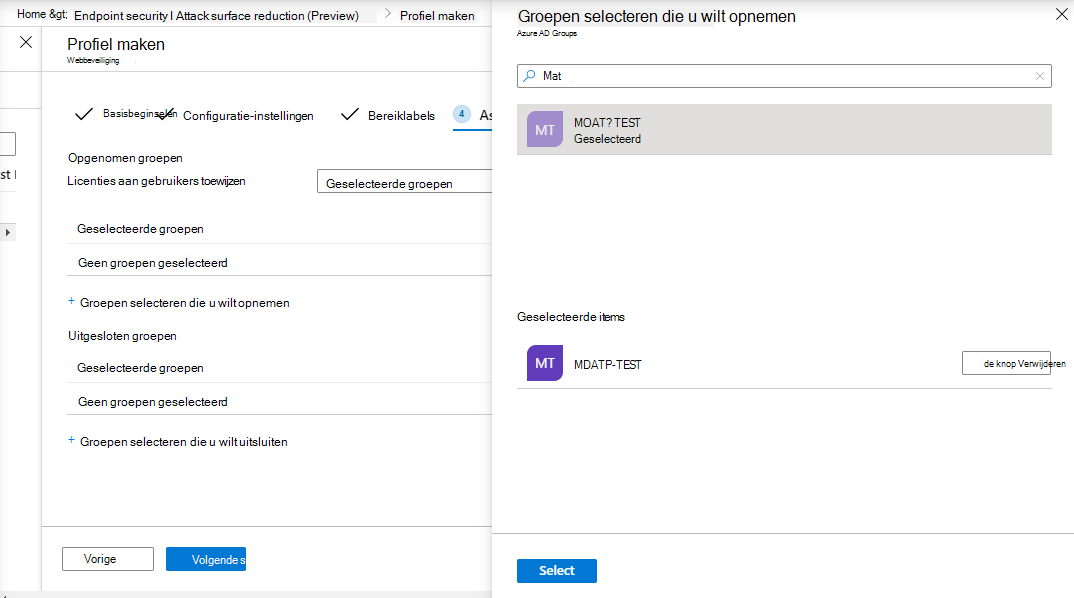 Home &gt; Endpoint security I Attack surface reduction (Preview) > Profiel maken
Profiel maken
Webbeveiliging
Basisbeginselen
Configuratie-instellingen
Bereiklabels
4 As
Opgenomen groepen
Licenties aan gebruikers toewijzen
Geselecteerde groepen
Geselecteerde groepen
Geen groepen geselecteerd
+ Groepen selecteren die u wilt opnemen
Uitgesloten groepen
Geselecteerde groepen
Geen groepen geselecteerd
+ Groepen selecteren die u wilt uitsluiten
Vorige
Volgende s
st
Groepen selecteren die u wilt opnemen
Azure AD Groups
Mat
MT
MOAT? TEST
Geselecteerd
Geselecteerde items
MT
MDATP-TEST
de knop Verwijderen
Select